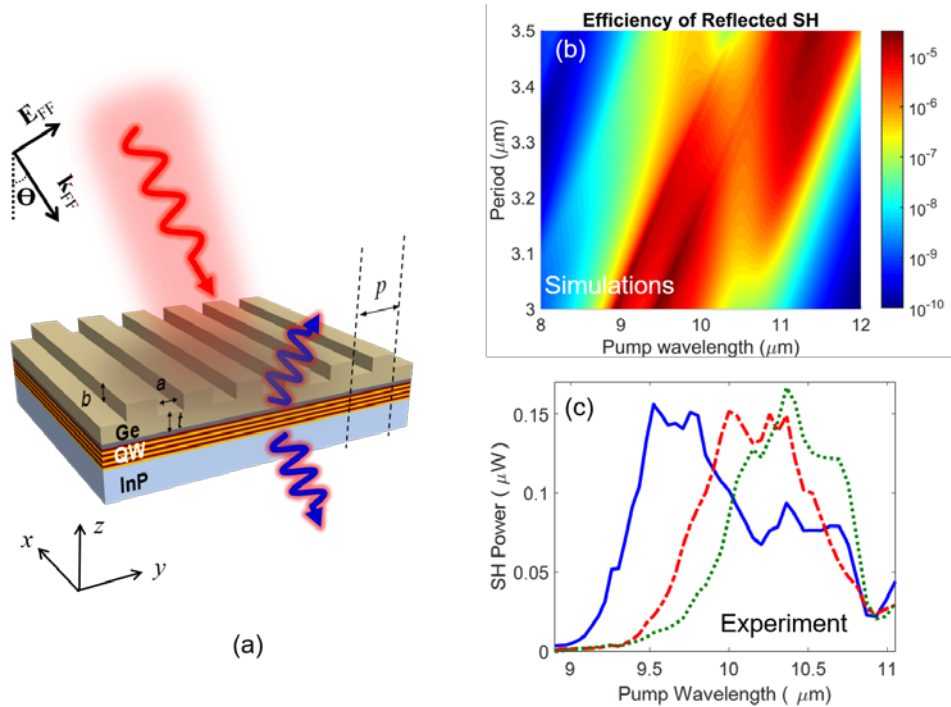 E_FF
Θ
k_FF
p
a
b
t
Ge
QW
InP
z
x
y
(a)
Efficiency of Reflected SH
(b)
3.5
3.4
3.3
3.2
3.1
3
Period (μm)
Simulations
8
9
10
11
12
Pump wavelength (μm)
10^-5
10^-6
10^-7
10^-8
10^-9
10^-10
(c)
0.15
0.1
0.05
0
SH Power ( μW)
Experiment
9
9.5
10
10.5
11
Pump Wavelength ( μm)